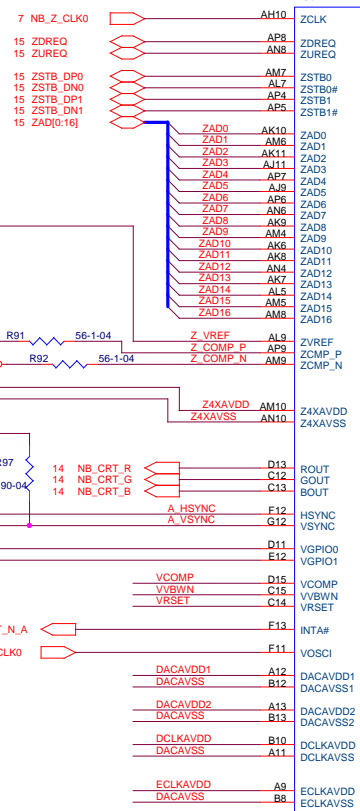 7 NB_Z_CLK0 AH10 ZCLK
15 ZDREQ AP8 ZDREQ
15 ZUREQ AN8 ZUREQ
15 ZSTB_DP0 AM7 ZSTB0
15 ZSTB_DN0 AL7 ZSTB0#
15 ZSTB_DP1 AP4 ZSTB1
15 ZSTB_DN1 AP5 ZSTB1#
15 ZAD[0:16]
ZAD0 AK10 ZAD0
ZAD1 AM6 ZAD1
ZAD2 AK11 ZAD2
ZAD3 AJ11 ZAD3
ZAD4 AP7 ZAD4
ZAD5 AJ9 ZAD5
ZAD6 AP6 ZAD6
ZAD7 AN6 ZAD7
ZAD8 AK9 ZAD8
ZAD9 AM4 ZAD9
ZAD10 AK6 ZAD10
ZAD11 AK8 ZAD11
ZAD12 AN4 ZAD12
ZAD13 AK7 ZAD13
ZAD14 AL5 ZAD14
ZAD15 AM5 ZAD15
ZAD16 AM8 ZAD16
Z_VREF AL9 ZVREF
R91 56-1-04 Z_COMP_P AP9 ZCMP_P
R92 56-1-04 Z_COMP_N AM9 ZCMP_N
Z4XAVDD AM10 Z4XAVDD
Z4XAVSS AN10 Z4XAVSS
R97
90-04
14 NB_CRT_R D13 ROUT
14 NB_CRT_G C12 GOUT
14 NB_CRT_B C13 BOUT
A_HSYNC F12 HSYNC
A_VSYNC G12 VSYNC
D11 VGPIO0
E12 VGPIO1
VCOMP D15 VCOMP
VVBWN C15 VVBWN
VRSET C14 VRSET
T_N_A F13 INTA#
CLK0 F11 VOSCI
DACAVDD1 A12 DACAVDD1
DACAVSS B12 DACAVSS1
DACAVDD2 A13 DACAVDD2
DACAVSS B13 DACAVSS2
DCLKAVDD B10 DCLKAVDD
DACAVSS A11 DCLKAVSS
ECLKAVDD A9 ECLKAVDD
DACAVSS B8 ECLKAVSS